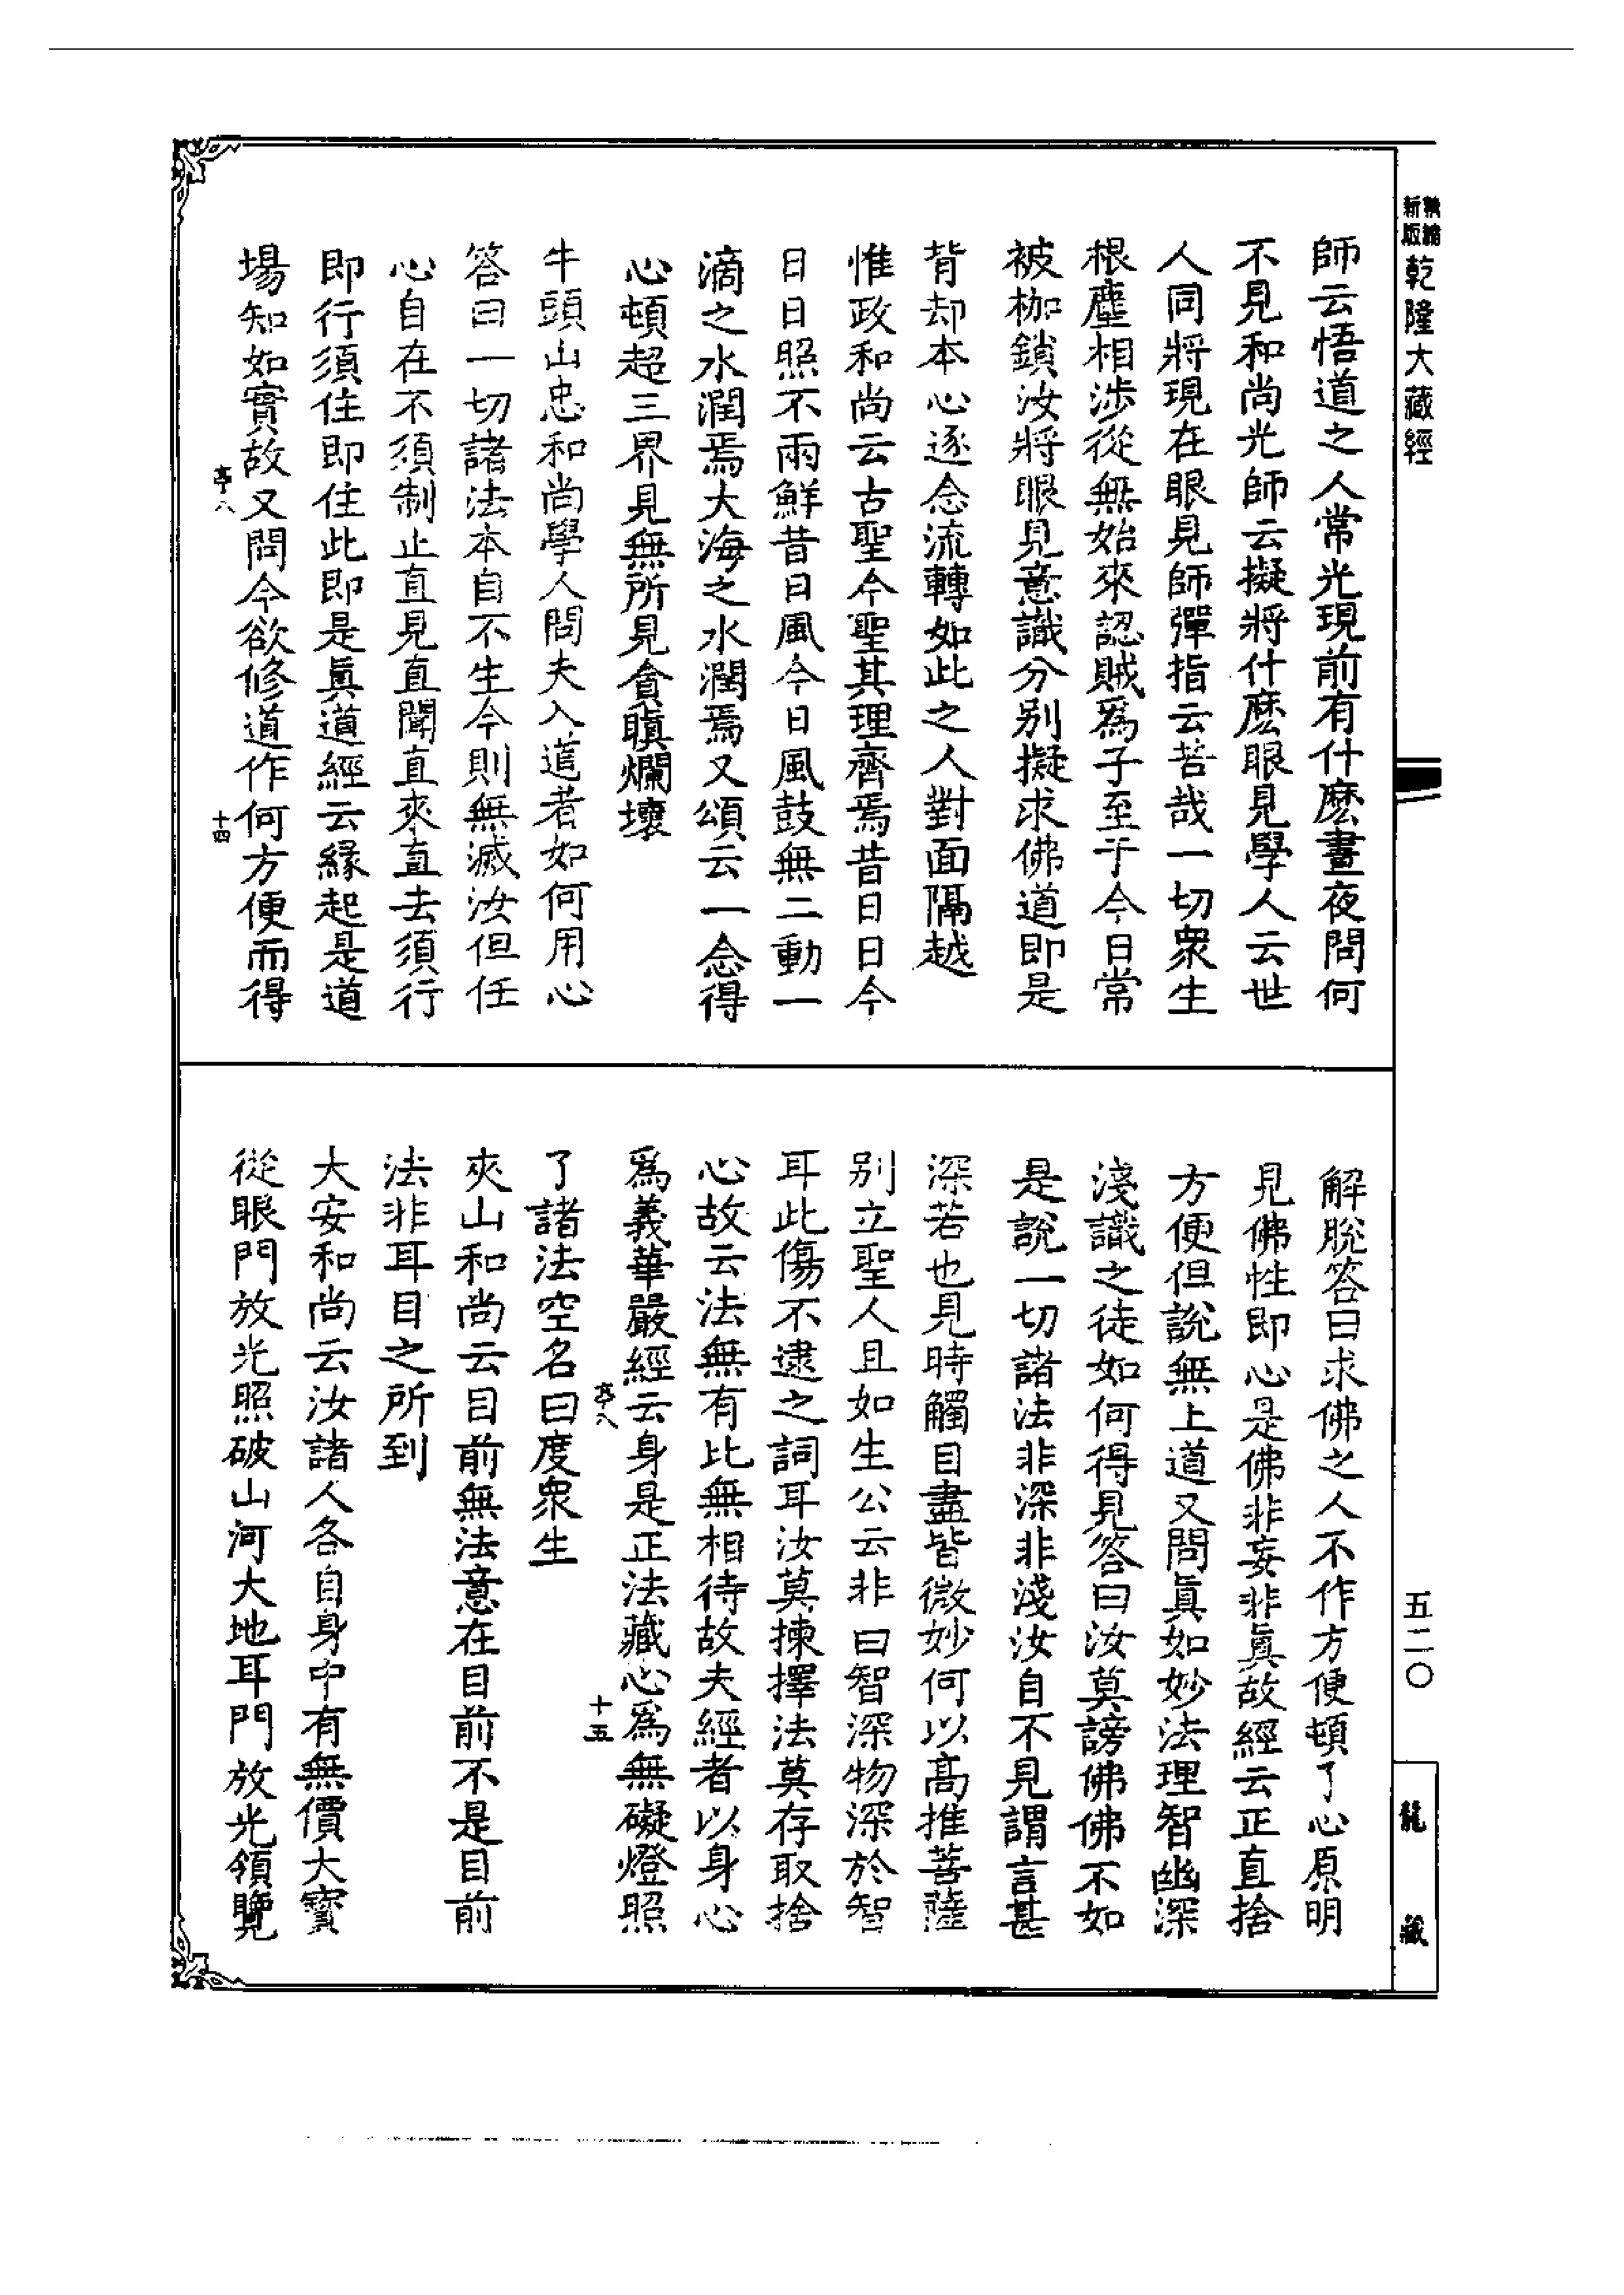 新版
乾隆大藏經
師云悟道之人常光現前有什麽晝夜問何
不見和尚光師云擬將什麽眼見學人云世
人同將現在眼見師彈指云苦哉一切衆生
根塵相涉從無始來認賊爲子至于今日常
被枷鎖汝將眼見意識分别擬求佛道即是
背却本心逐念流轉如此之人對面隔越
惟政和尚云古聖今聖其理齊焉昔日日今
日日照不兩鮮昔日風今日風鼓無二動一
滴之水潤焉大海之水潤焉又頌云一念得
心頓超三界見無所見貪瞋爛壞
牛頭山忠和尚學人問夫入道者如何用心
答曰一切諸法本自不生今則無滅汝但任
心自在不須制止直見直聞直來直去須行
即行須住即住此即是眞道經云緣起是道
場知如實故又問今欲修道作何方便而得
亭八
十四
解脫答曰求佛之人不作方便頓了心原明
見佛性即心是佛非妄非眞故經云正直捨
方便但說無上道又問眞如妙法理智幽深
淺識之徒如何得見答曰汝莫謗佛佛不如
是說一切諸法非深非淺汝自不見謂言甚
深若也見時觸目盡皆微妙何以高推菩薩
别立聖人且如生公云非曰智深物深於智
耳此傷不逮之詞耳汝莫揀擇法莫存取捨
心故云法無有比無相待故夫經者以身心
爲義華嚴經云身是正法藏心爲無礙燈照
亭八
十五
了諸法空名曰度衆生
夾山和尚云目前無法意在目前不是目前
法非耳目之所到
大安和尚云汝諸人各自身中有無價大寶
從眼門放光照破山河大地耳門放光領覽
五二〇
龍藏